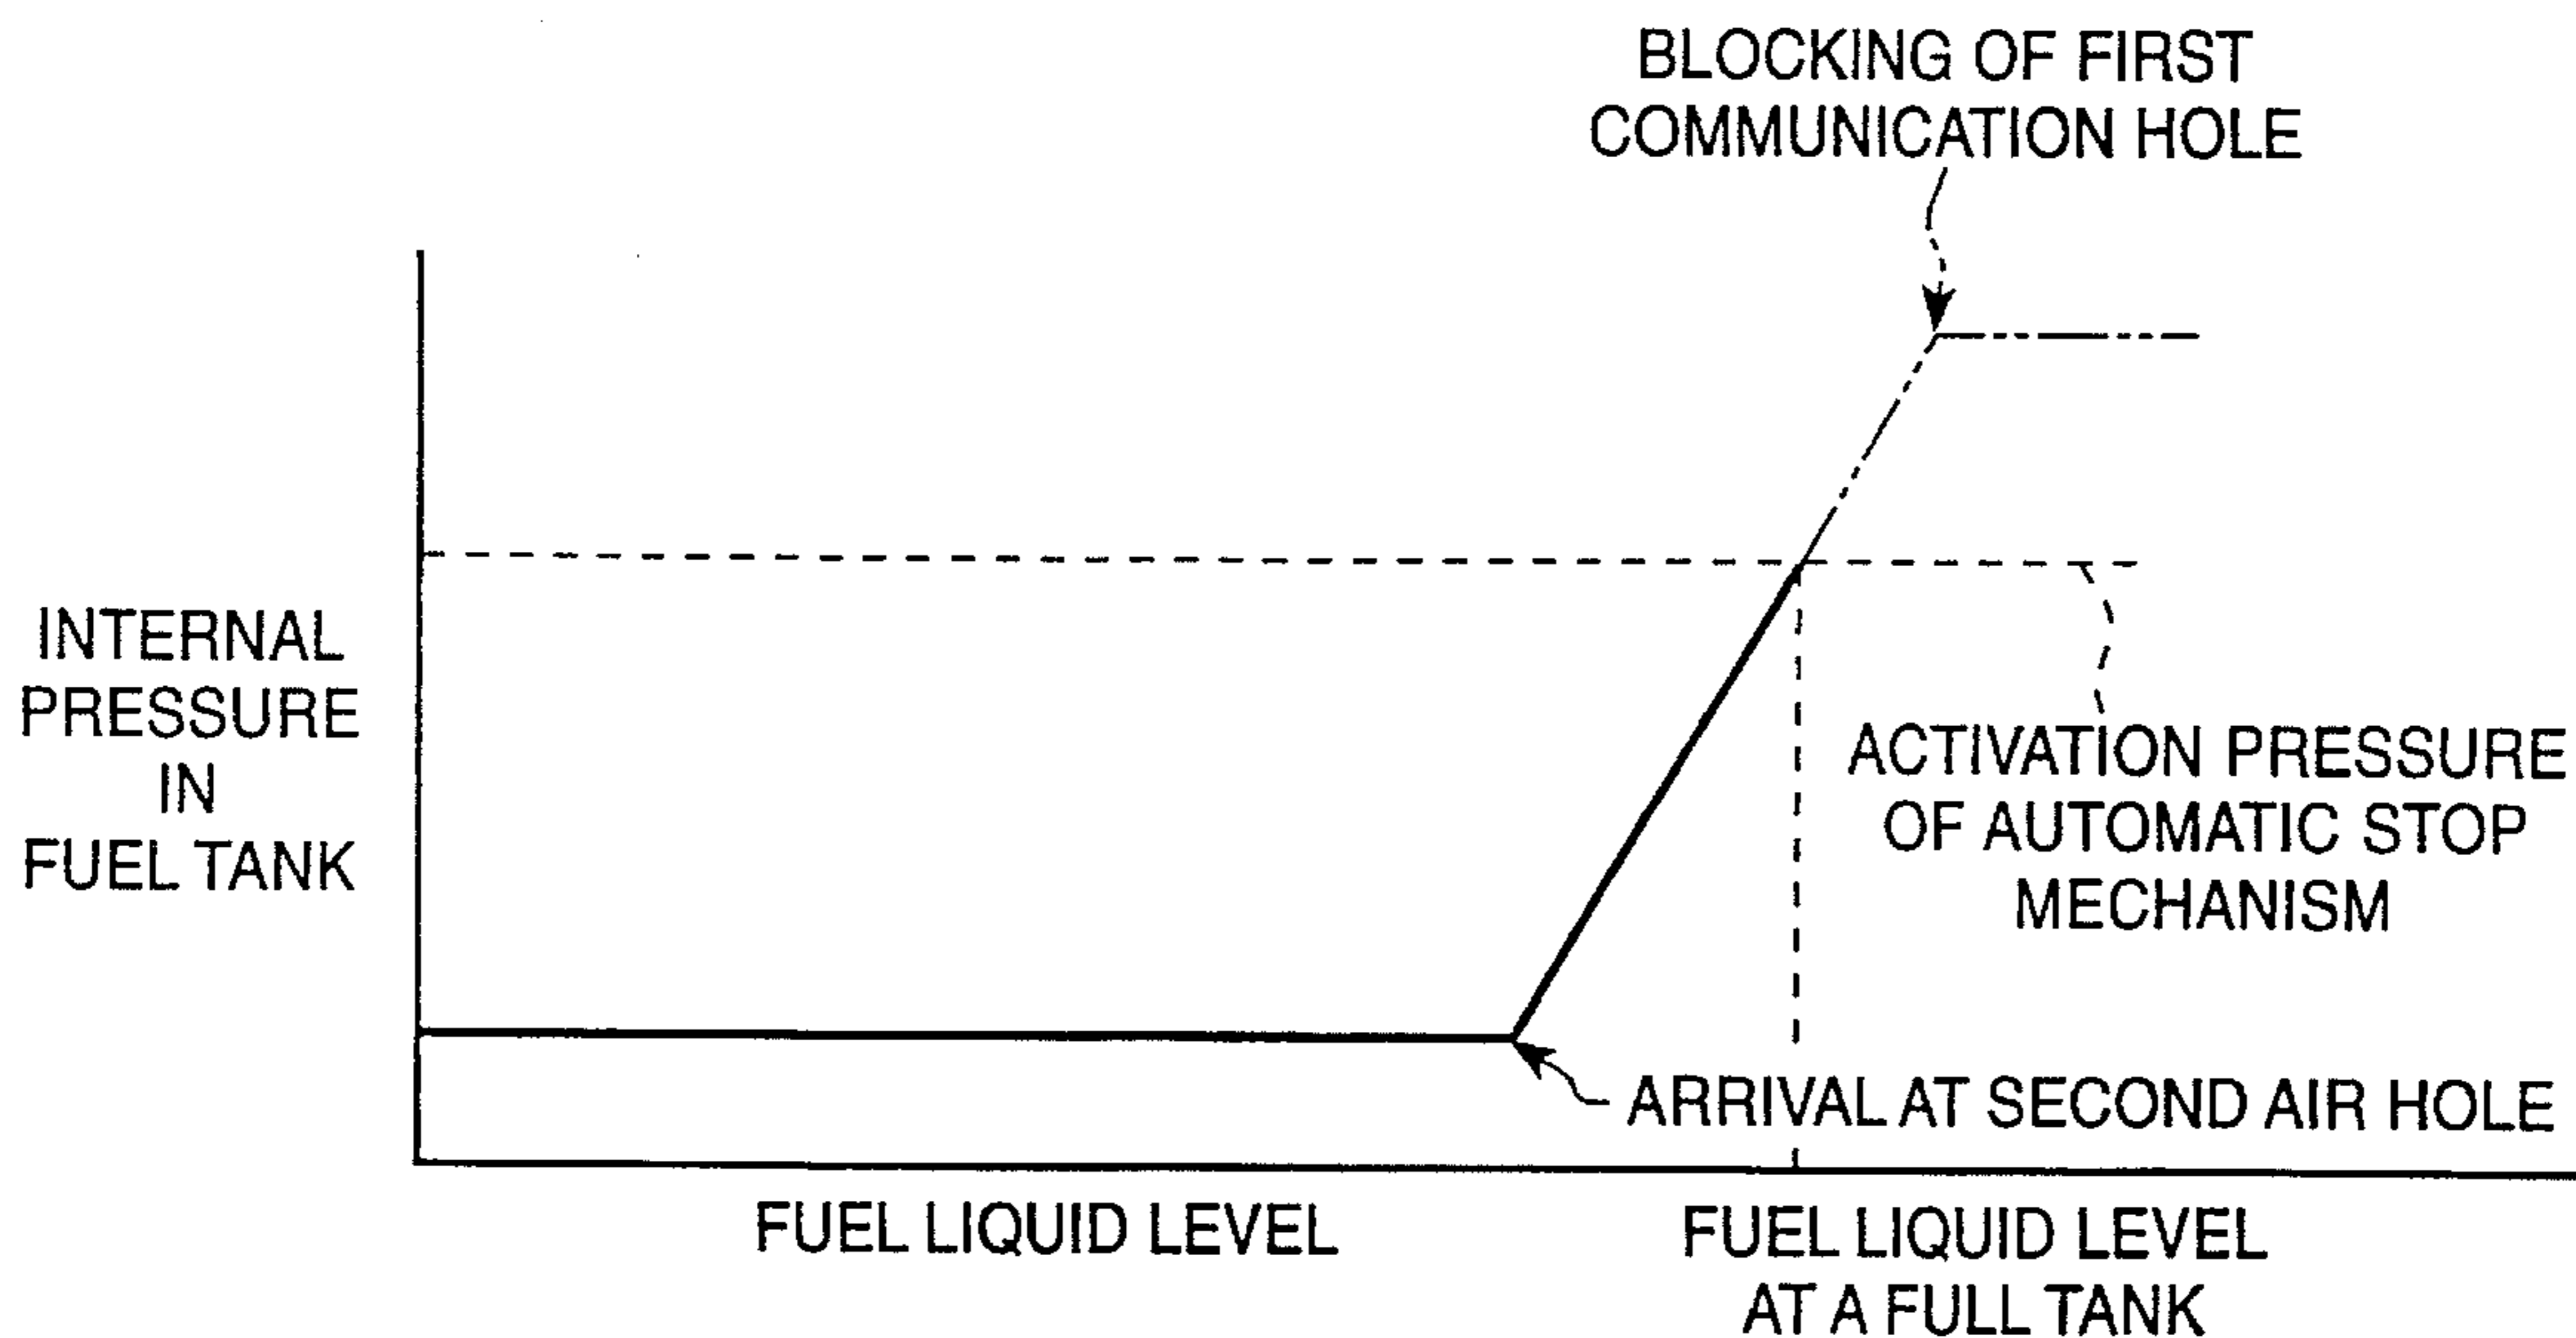 BLOCKING OF FIRST
COMMUNICATION HOLE
INTERNAL
PRESSURE
IN
FUEL TANK
ACTIVATION PRESSURE
OF AUTOMATIC STOP
MECHANISM
ARRIVAL AT SECOND AIR HOLE
FUEL LIQUID LEVEL
FUEL LIQUID LEVEL
AT A FULL TANK